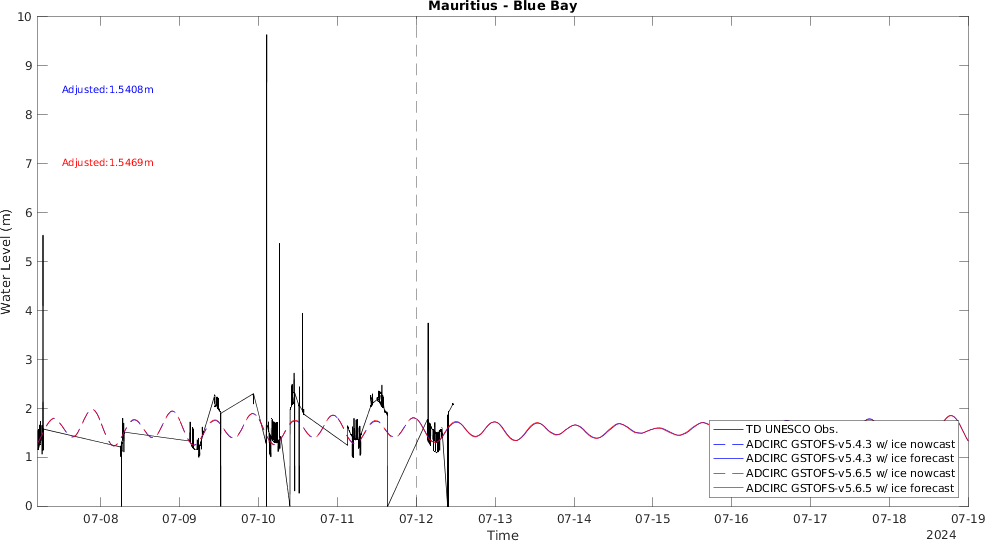 Mauritius - Blue Bay
10
9
8
7
6
5
4
3
2
1
0
Water Level (m)
Adjusted:1.5408m
Adjusted:1.5469m
TD UNESCO Obs.
ADCIRC GSTOFS-v5.4.3 w/ ice nowcast
ADCIRC GSTOFS-v5.4.3 w/ ice forecast
ADCIRC GSTOFS-v5.6.5 w/ ice nowcast
ADCIRC GSTOFS-v5.6.5 w/ ice forecast
07-08 07-09 07-10 07-11 07-12 07-13 07-14 07-15 07-16 07-17 07-18 07-19
Time
2024